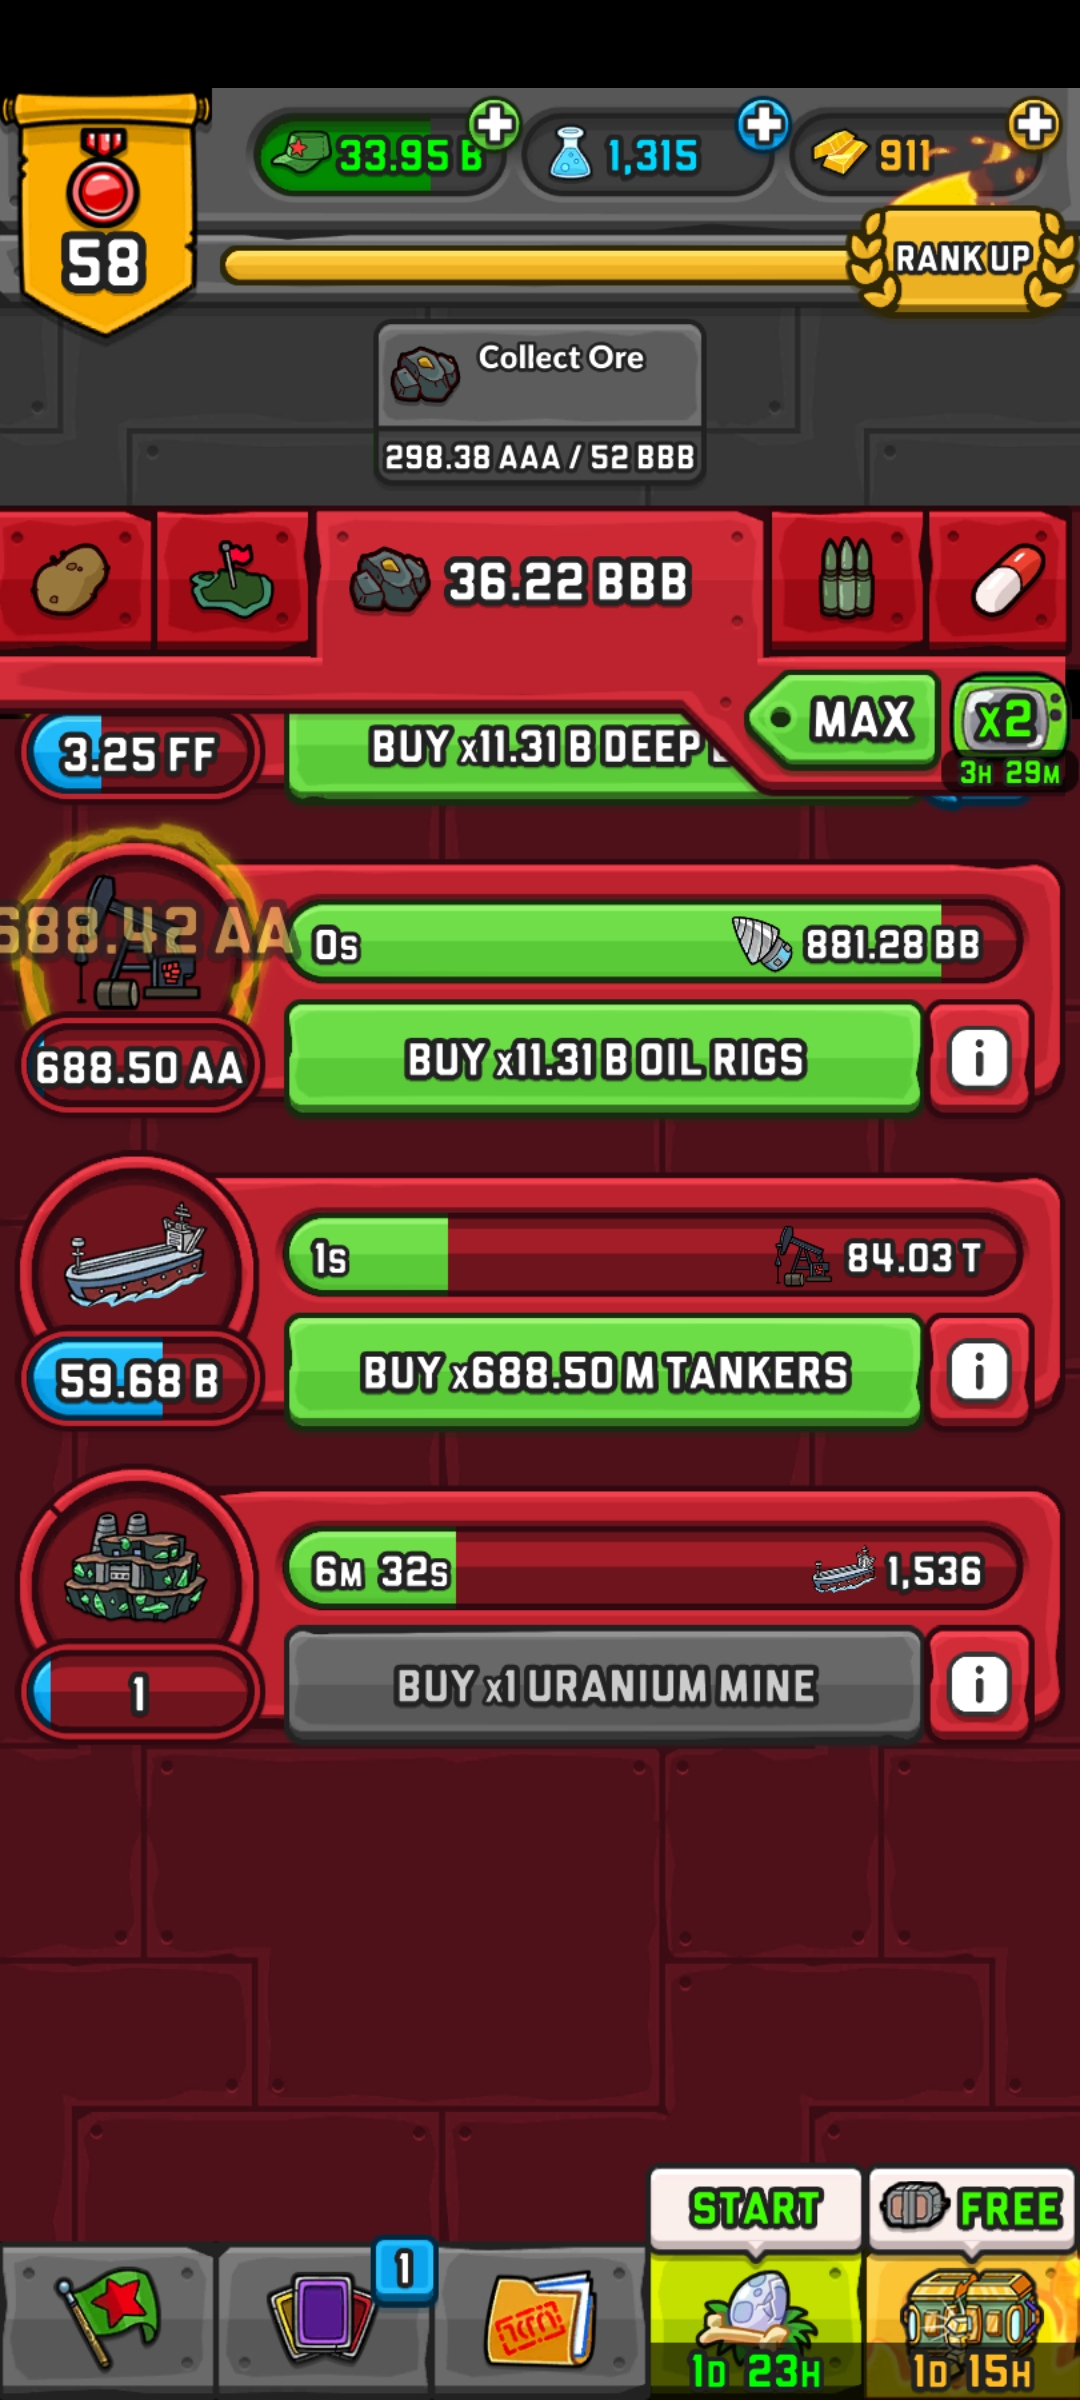 33.95 B
1,315
911
58
RANK UP
Collect Ore
298.38 AAA / 52 BBB
36.22 BBB
MAX
x2
3H 29M
3.25 FF
BUY x11.31 B DEEP
688.42 AA
0s
881.28 BB
688.50 AA
BUY x11.31 B OIL RIGS
i
1s
84.03 T
59.68 B
BUY x688.50 M TANKERS
i
6M 32s
1,536
1
BUY x1 URANIUM MINE
i
START
FREE
1
1D 23H
1D 15H